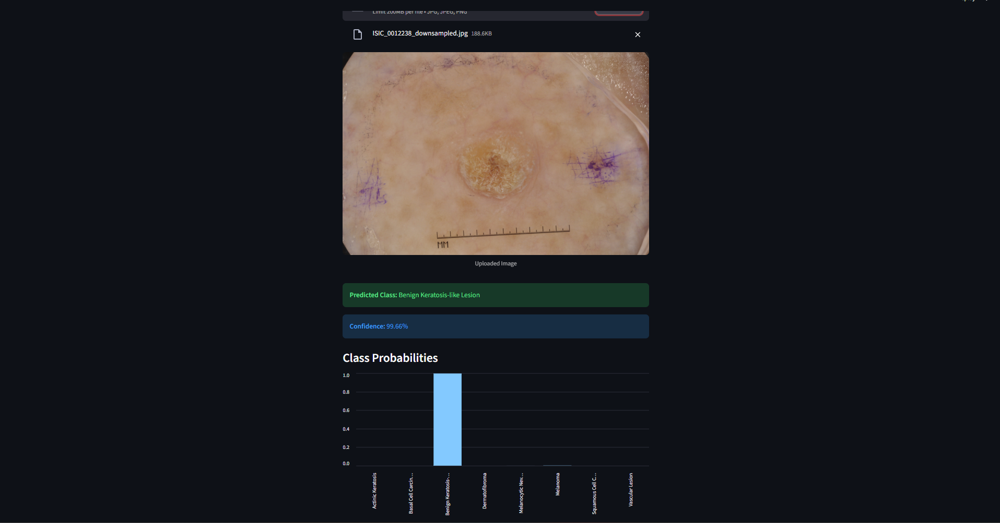 Limit 200MB per file • JPG, JPEG, PNG
ISIC_0012238_downsampled.jpg 188.6KB
MM
Uploaded Image
Predicted Class: Benign Keratosis-like Lesion
Confidence: 99.66%
Class Probabilities
1.0
0.8
0.6
0.4
0.2
0.0
Actinic Keratosis
Basal Cell Carcin...
Benign Keratosis-...
Dermatofibroma
Melanocytic Nev...
Melanoma
Squamous Cell C...
Vascular Lesion